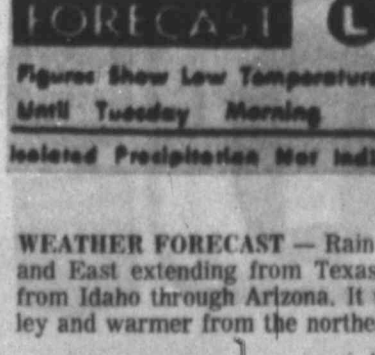 FORECAST L
Figures Show Low Temperature
Until Tuesday Morning
Isolated Precipitation Not Indi
WEATHER FORECAST — Rain
and East extending from Texas
from Idaho through Arizona. It
ley and warmer from the northe